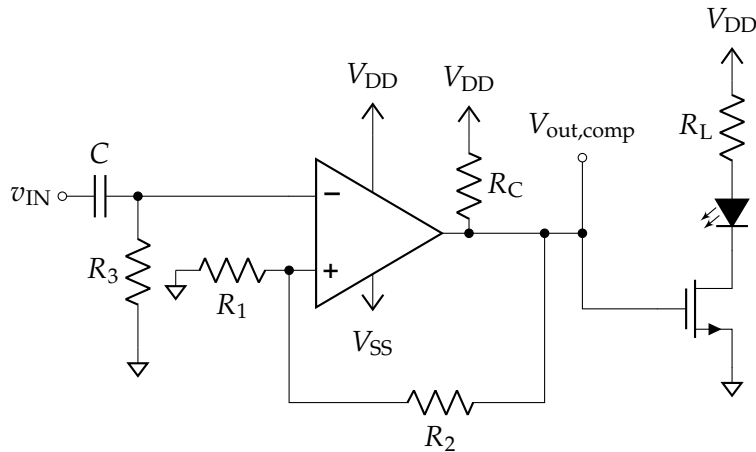 V_DD
V_DD
V_DD
R_L
V_out,comp
C
R_C
v_IN
−
R_3
+
R_1
V_SS
R_2